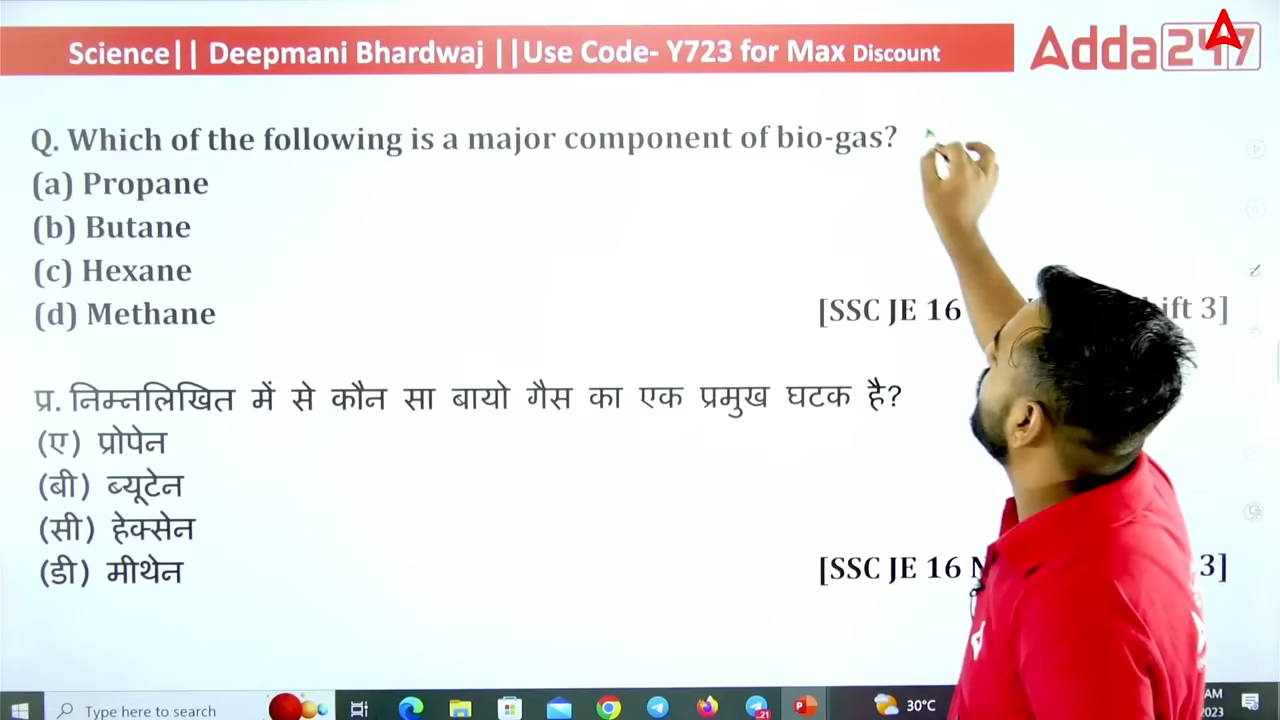 Science|| Deepmani Bhardwaj ||Use Code- Y723 for Max Discount
Adda247
Q. Which of the following is a major component of bio-gas?
(a) Propane
(b) Butane
(c) Hexane
(d) Methane
[SSC JE 16 ift 3]
प्र. निम्नलिखित में से कौन सा बायो गैस का एक प्रमुख घटक है?
(ए) प्रोपेन
(बी) ब्यूटेन
(सी) हेक्सेन
(डी) मीथेन
[SSC JE 16 N 3]
Type here to search
21
30°C
AM
2023